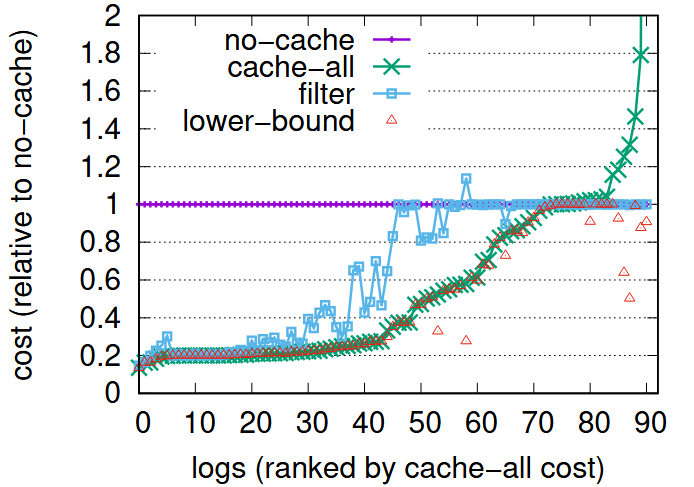 cost (relative to no−cache)
2
1.8
1.6
1.4
1.2
1
0.8
0.6
0.4
0.2
0
no−cache
cache−all
filter
lower−bound
0 10 20 30 40 50 60 70 80 90
logs (ranked by cache−all cost)